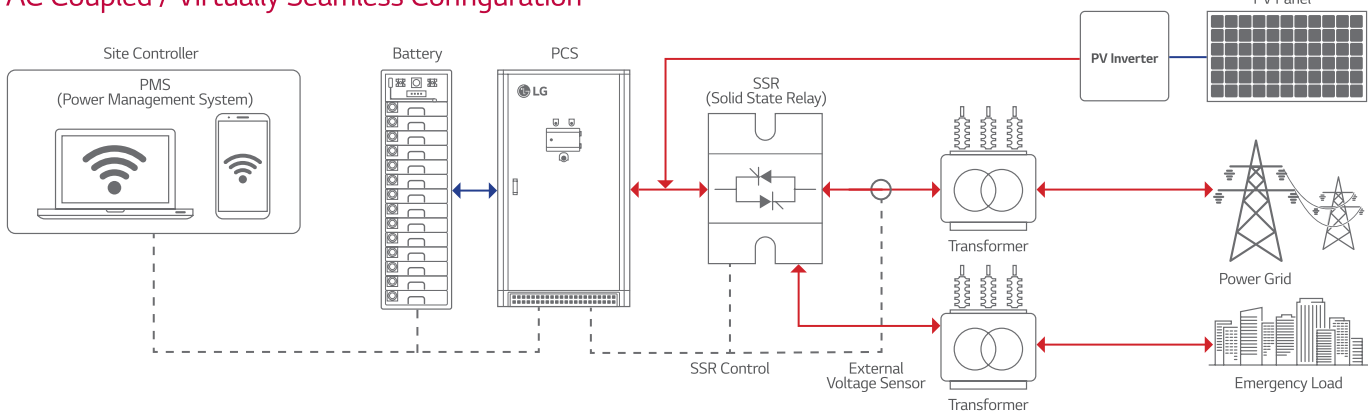 AC Coupled / Virtually Seamless Configuration
PV Panel
Site Controller
Battery
PCS
PV Inverter
PMS
(Power Management System)
SSR
(Solid State Relay)
LG
Transformer
Power Grid
SSR Control
External
Voltage Sensor
Emergency Load
Transformer